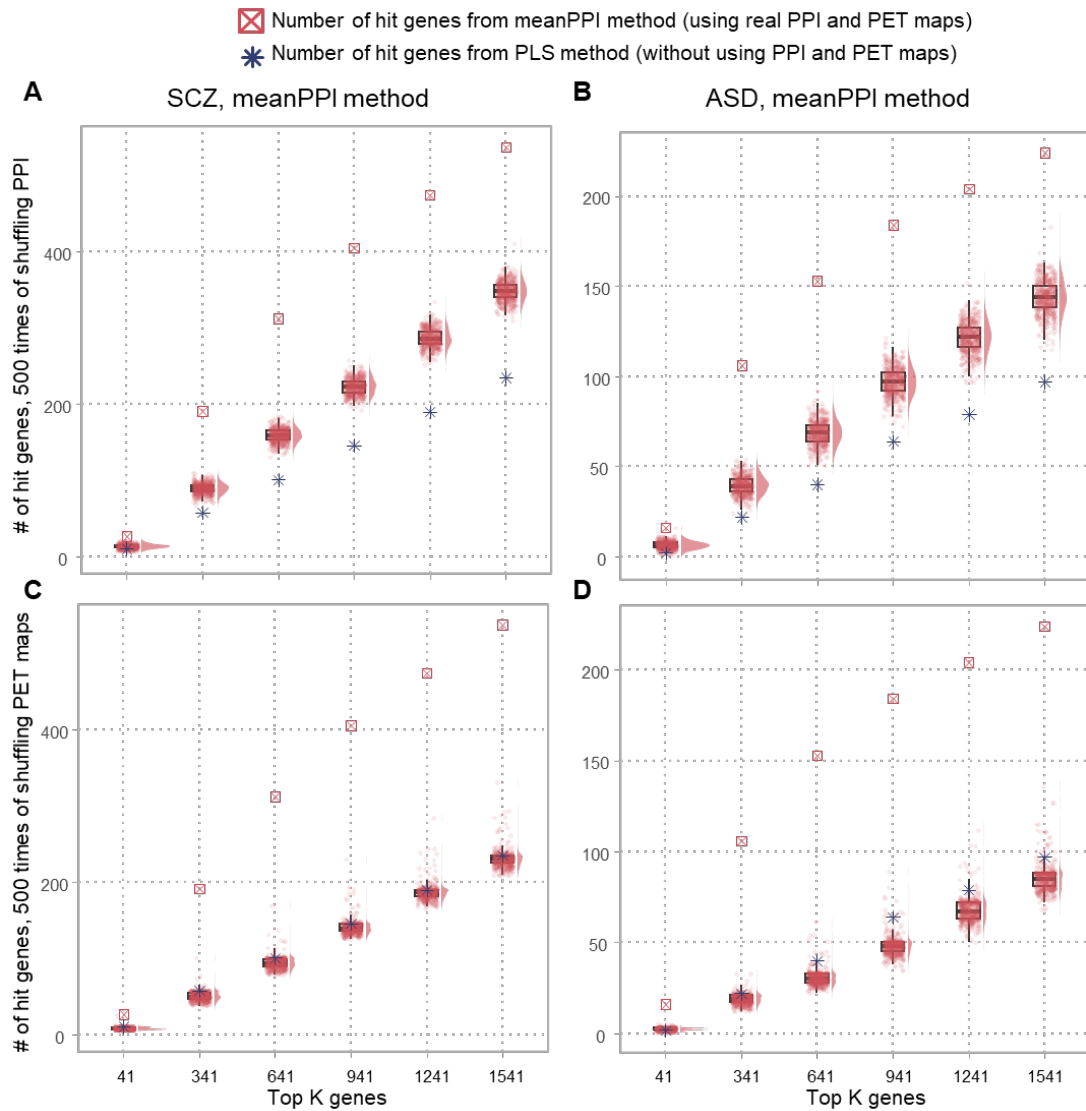 Number of hit genes from meanPPI method (using real PPI and PET maps)
Number of hit genes from PLS method (without using PPI and PET maps)
A
SCZ, meanPPI method
B
ASD, meanPPI method
# of hit genes, 500 times of shuffling PPI
400
200
0
200
150
100
50
0
C
D
# of hit genes, 500 times of shuffling PET maps
400
200
0
200
150
100
50
0
41 341 641 941 1241 1541
Top K genes
41 341 641 941 1241 1541
Top K genes